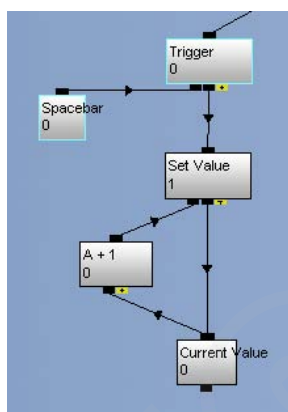 Trigger
0
Spacebar
0
Set Value
1
A + 1
0
Current Value
0